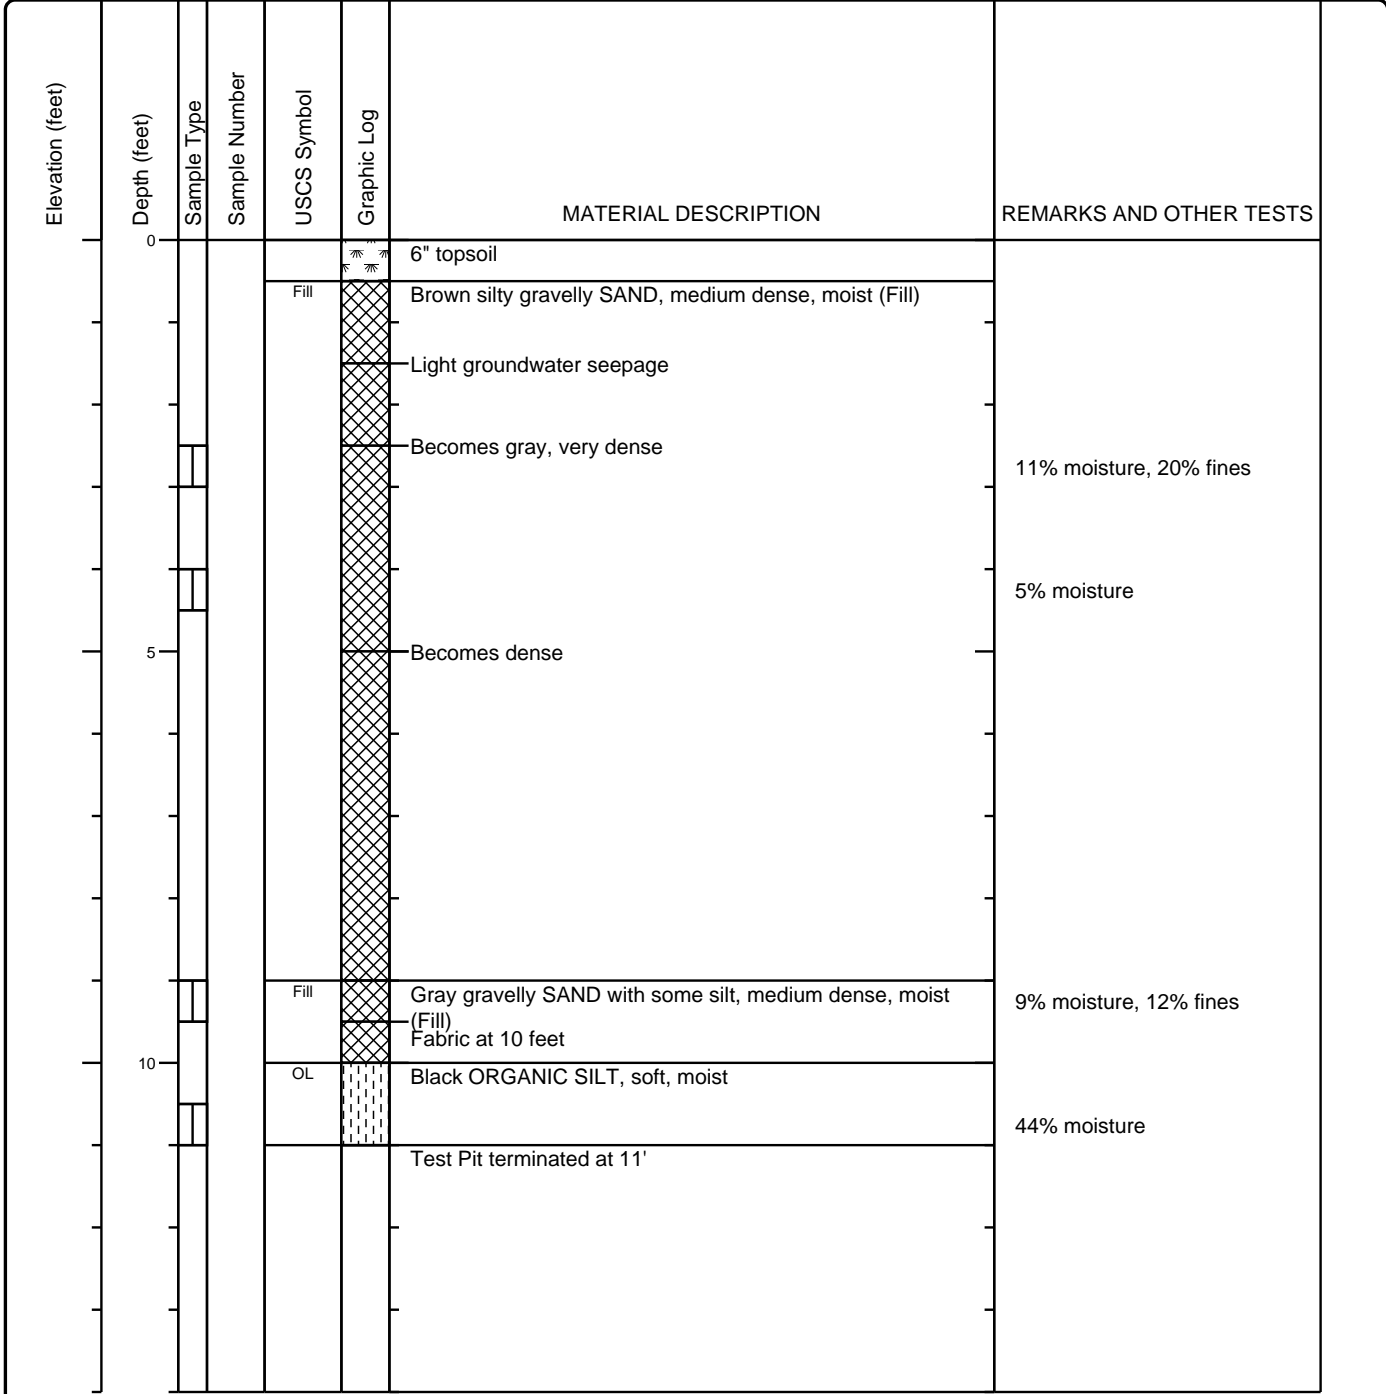 Elevation (feet)
Depth (feet)
Sample Type
Sample Number
USCS Symbol
Graphic Log
MATERIAL DESCRIPTION
REMARKS AND OTHER TESTS
0
6" topsoil
Fill
Brown silty gravelly SAND, medium dense, moist (Fill)
Light groundwater seepage
Becomes gray, very dense
11% moisture, 20% fines
5% moisture
5
Becomes dense
Fill
Gray gravelly SAND with some silt, medium dense, moist
(Fill)
9% moisture, 12% fines
Fabric at 10 feet
10
OL
Black ORGANIC SILT, soft, moist
44% moisture
Test Pit terminated at 11'